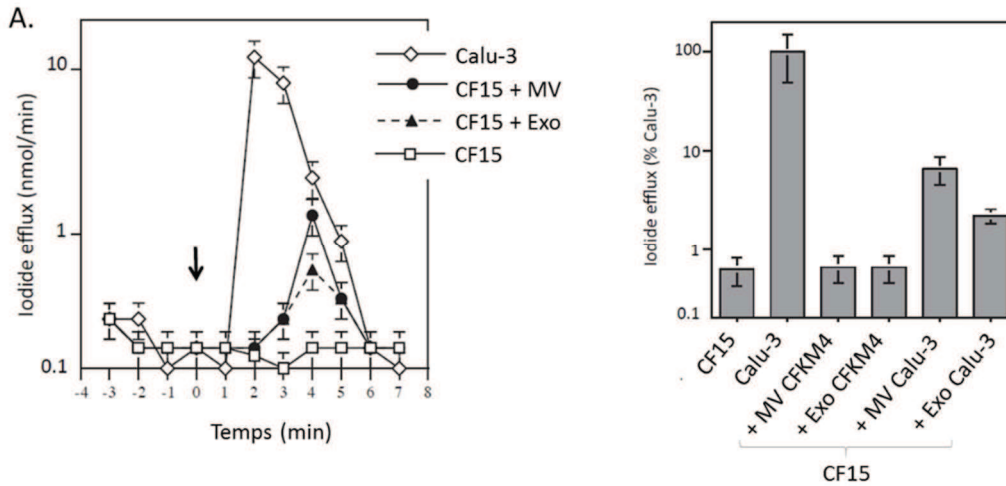 A.
Iodide efflux (nmol/min)
10
1
0.1
-4 -3 -2 -1 0 1 2 3 4 5 6 7 8
Temps (min)
Calu-3
CF15 + MV
CF15 + Exo
CF15
Iodide efflux (% Calu-3)
100
10
1
0.1
CF15
Calu-3
+ MV CFKM4
+ Exo CFKM4
+ MV Calu-3
+ Exo Calu-3
CF15